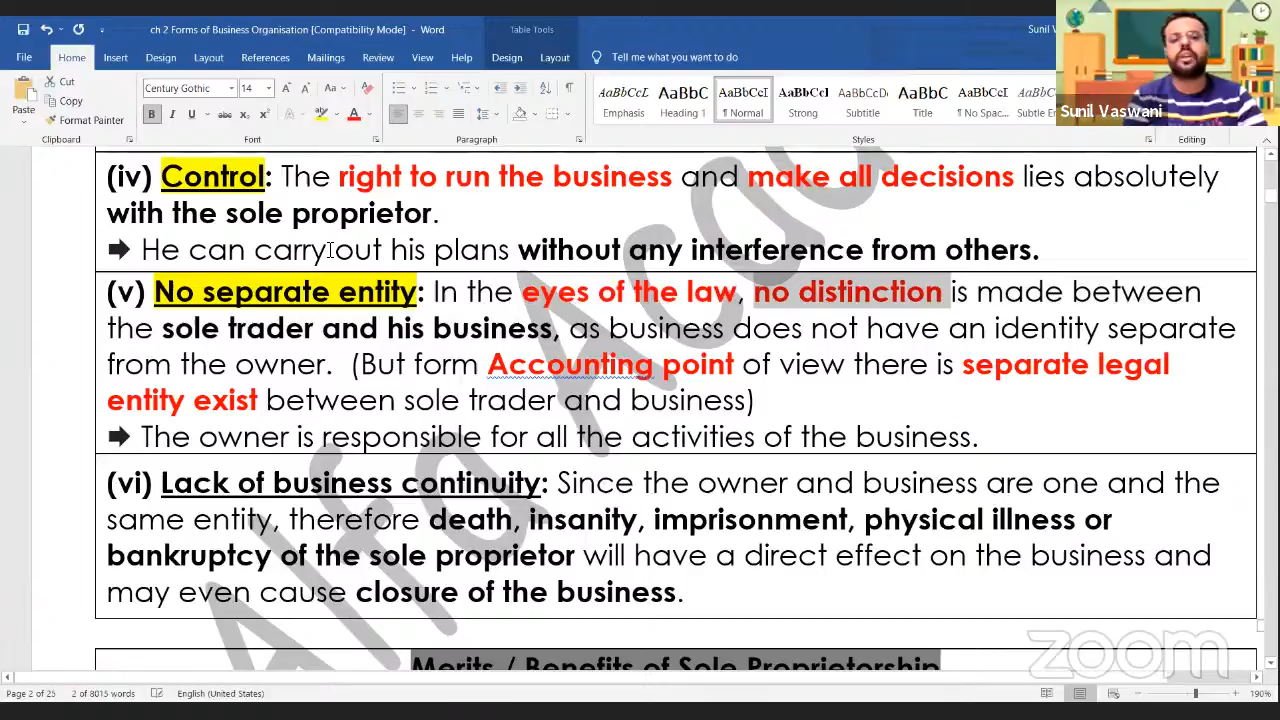 ch 2 Forms of Business Organisation [Compatibility Mode] - Word
Table Tools
Sunil V
File Home Insert Design Layout References Mailings Review View Help Design Layout Tell me what you want to do
Paste
Cut
Copy
Format Painter
Clipboard
Century Gothic 14
Font
Paragraph
AaBbCcL Emphasis
AaBbC Heading 1
AaBbCcI ¶ Normal
AaBbCcI Strong
AaBbCcDc Subtitle
AaBbC Title
AaBbCcI ¶ No Spac...
AaBbCcL Subtle En
Styles
Editing
Sunil Vaswani
(iv) Control: The right to run the business and make all decisions lies absolutely
with the sole proprietor.
🡆 He can carry out his plans without any interference from others.
(v) No separate entity: In the eyes of the law, no distinction is made between
the sole trader and his business, as business does not have an identity separate
from the owner. (But form Accounting point of view there is separate legal
entity exist between sole trader and business)
🡆 The owner is responsible for all the activities of the business.
(vi) Lack of business continuity: Since the owner and business are one and the
same entity, therefore death, insanity, imprisonment, physical illness or
bankruptcy of the sole proprietor will have a direct effect on the business and
may even cause closure of the business.
Merits / Benefits of Sole Proprietorship
Alfa Aca
zoom
Page 2 of 25 2 of 8015 words English (United States) 190%